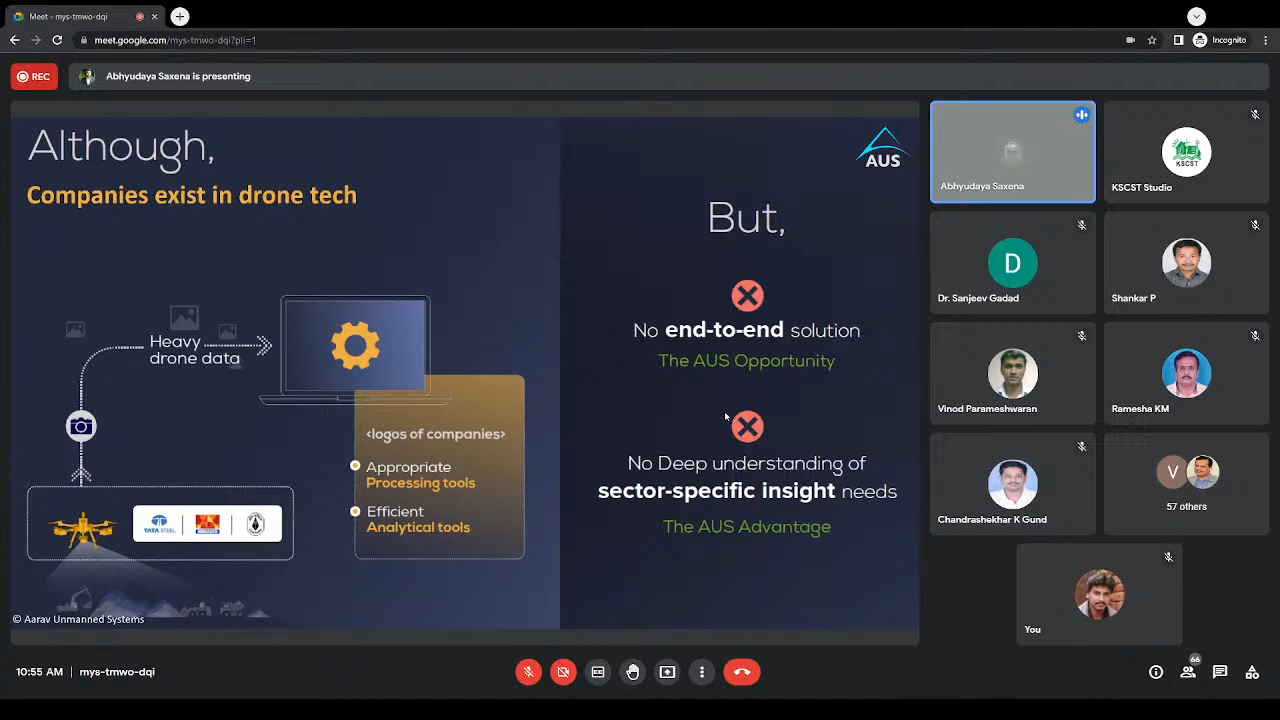 Meet - mys-tmwo-dqi
meet.google.com/mys-tmwo-dqi?pli=1
Incognito
REC
Abhyudaya Saxena is presenting
Although,
Companies exist in drone tech
Heavy
drone data
<logos of companies>
Appropriate
Processing tools
Efficient
Analytical tools
TATA STEEL
© Aarav Unmanned Systems
AUS
But,
No end-to-end solution
The AUS Opportunity
No Deep understanding of
sector-specific insight needs
The AUS Advantage
Abhyudaya Saxena
KSCST
KSCST Studio
D
Dr. Sanjeev Gadad
Shankar P
Vinod Parameshwaran
Ramesha KM
Chandrashekhar K Gund
V
57 others
You
10:55 AM | mys-tmwo-dqi
66